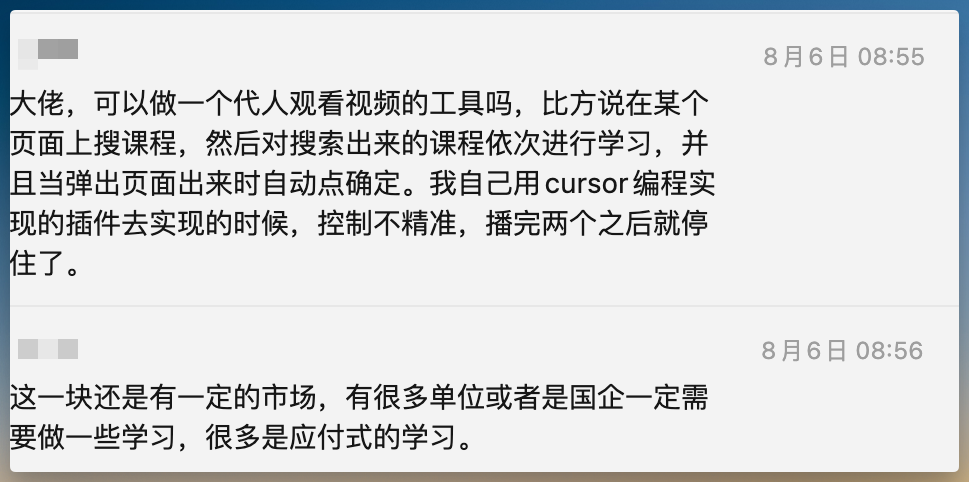 8月6日 08:55
大佬，可以做一个代人观看视频的工具吗，比方说在某个
页面上搜课程，然后对搜索出来的课程依次进行学习，并
且当弹出页面出来时自动点确定。我自己用cursor编程实
现的插件去实现的时候，控制不精准，播完两个之后就停
住了。
8月6日 08:56
这一块还是有一定的市场，有很多单位或者是国企一定需
要做一些学习，很多是应付式的学习。